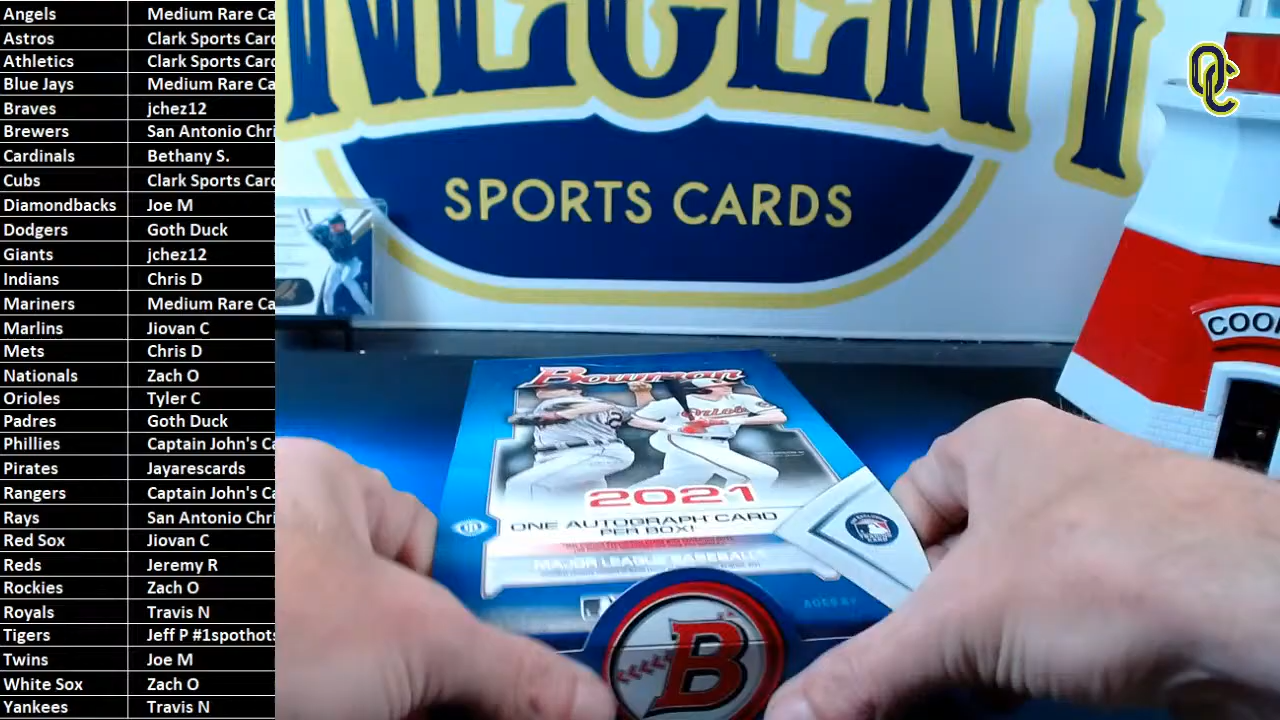 Angels Medium Rare Ca
Astros Clark Sports Card
Athletics Clark Sports Card
Blue Jays Medium Rare Ca
Braves jchez12
Brewers San Antonio Chri
Cardinals Bethany S.
Cubs Clark Sports Card
Diamondbacks Joe M
Dodgers Goth Duck
Giants jchez12
Indians Chris D
Mariners Medium Rare Ca
Marlins Jiovan C
Mets Chris D
Nationals Zach O
Orioles Tyler C
Padres Goth Duck
Phillies Captain John's Ca
Pirates Jayarescards
Rangers Captain John's Ca
Rays San Antonio Chri
Red Sox Jiovan C
Reds Jeremy R
Rockies Zach O
Royals Travis N
Tigers Jeff P #1spothots
Twins Joe M
White Sox Zach O
Yankees Travis N
OC
SPORTS CARDS
COO
Bowman
Orioles
2021
ONE AUTOGRAPH CARD
PER BOX!
MAJOR LEAGUE BASEBALL
B